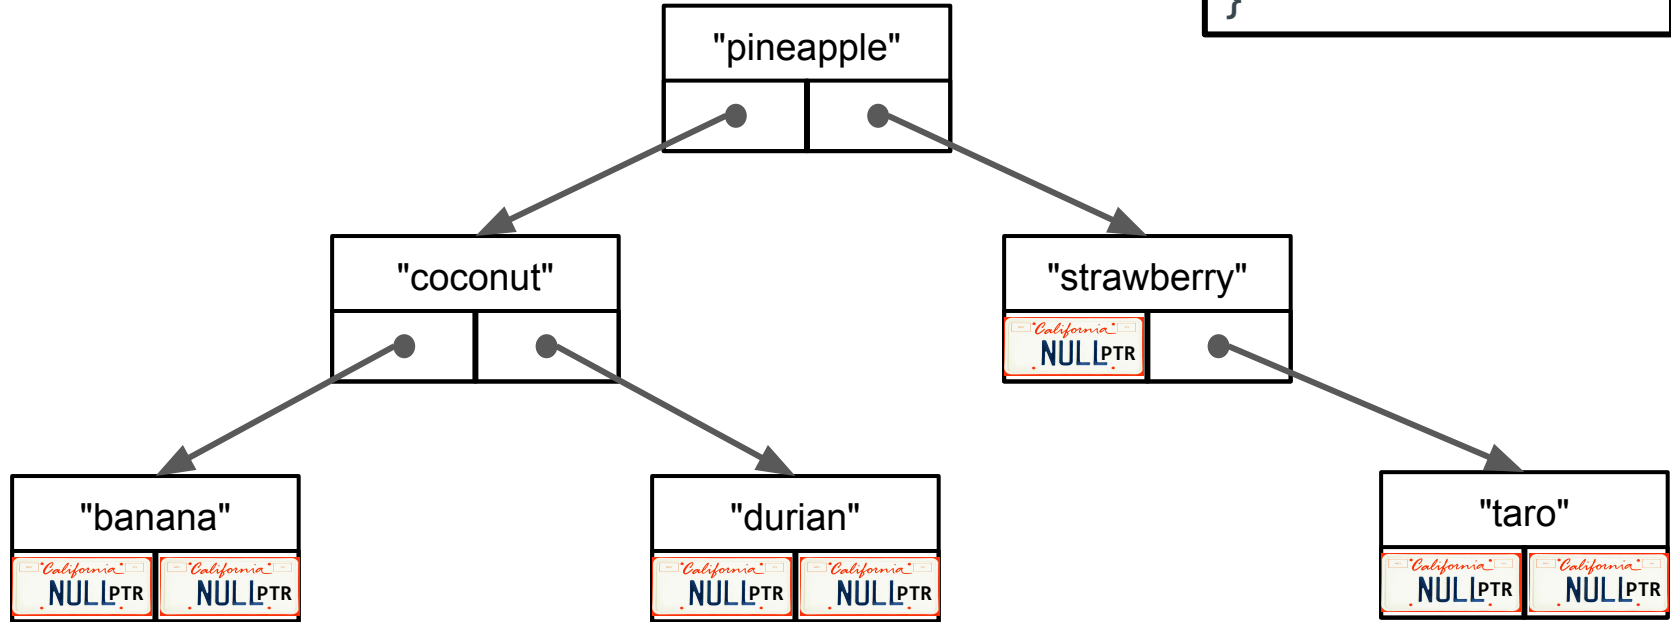 }
"pineapple"
"coconut"
"strawberry"
California
NULLPTR
"banana"
"durian"
"taro"
California California
NULLPTR NULLPTR
California California
NULLPTR NULLPTR
California California
NULLPTR NULLPTR